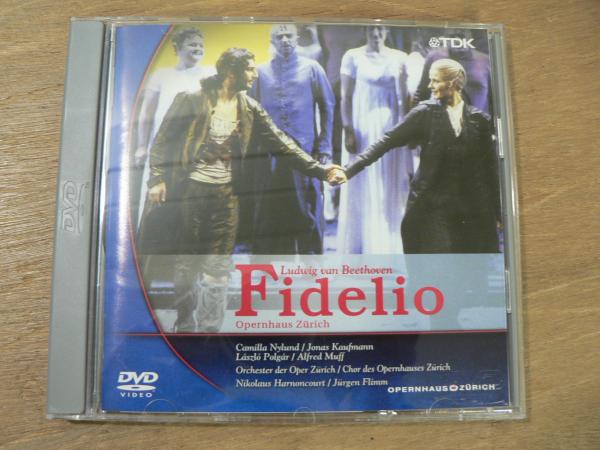 TDK
DVD
Ludwig van Beethoven
Fidelio
Opernhaus Zürich
Camilla Nylund / Jonas Kaufmann
László Polgár / Alfred Muff
Orchester der Oper Zürich / Chor des Opernhauses Zürich
Nikolaus Harnoncourt / Jürgen Flimm
DVD
VIDEO
OPERNHAUS ZÜRICH